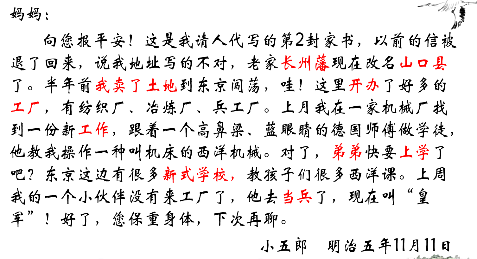 妈妈：
向您报平安！这是我请人代写的第2封家书，以前的信被
退了回来，说我地址写的不对，老家长州藩现在改名山口县
了。半年前我卖了土地到东京闯荡，哇！这里开办了好多的
工厂，有纺织厂、冶炼厂、兵工厂。上月我在一家机械厂找
到一份新工作，跟着一个高鼻梁、蓝眼睛的德国师傅做学徒，
他教我操作一种叫机床的西洋机械。对了，弟弟快要上学了
吧？东京这边有很多新式学校，教孩子们很多西洋课。上周
我的一个小伙伴没有来工厂了，他去当兵了，现在叫“皇
军”！好了，您保重身体，下次再聊。
小五郎 明治五年11月11日